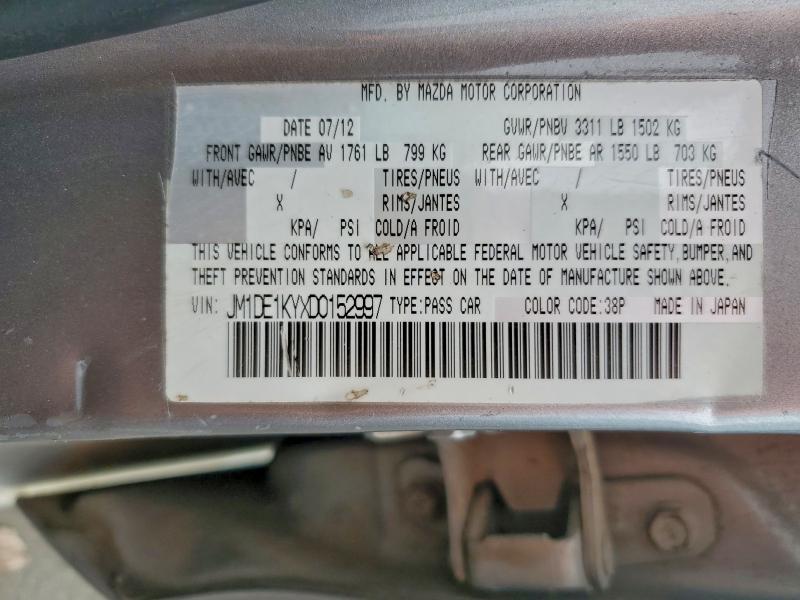 MFD. BY MAZDA MOTOR CORPORATION
DATE 07/12 GVWR/PNBV 3311 LB 1502 KG
FRONT GAWR/PNBE AV 1761 LB 799 KG REAR GAWR/PNBE AR 1550 LB 703 KG
WITH/AVEC / TIRES/PNEUS WITH/AVEC / TIRES/PNEUS
X RIMS/JANTES X RIMS/JANTES
KPA/ PSI COLD/A FROID KPA/ PSI COLD/A FROID
THIS VEHICLE CONFORMS TO ALL APPLICABLE FEDERAL MOTOR VEHICLE SAFETY,BUMPER,AND
THEFT PREVENTION STANDARDS IN EFFECT ON THE DATE OF MANUFACTURE SHOWN ABOVE.
VIN: JM1DE1KYXD0152997 TYPE:PASS CAR COLOR CODE:38P MADE IN JAPAN